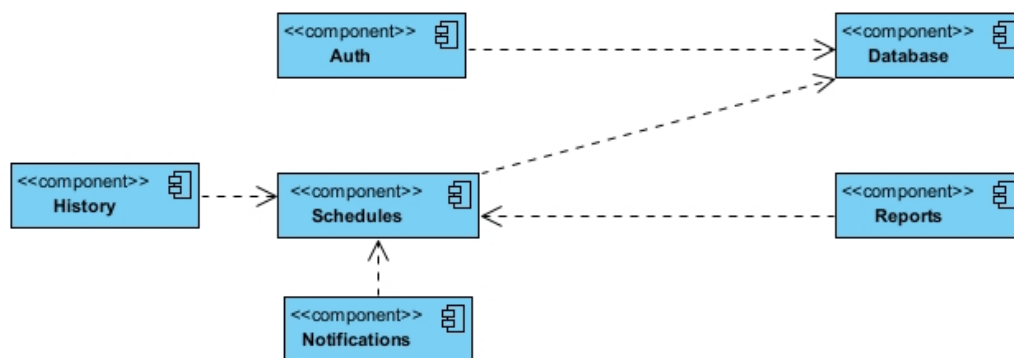 <<component>>
Auth
<<component>>
Database
<<component>>
History
<<component>>
Schedules
<<component>>
Reports
<<component>>
Notifications